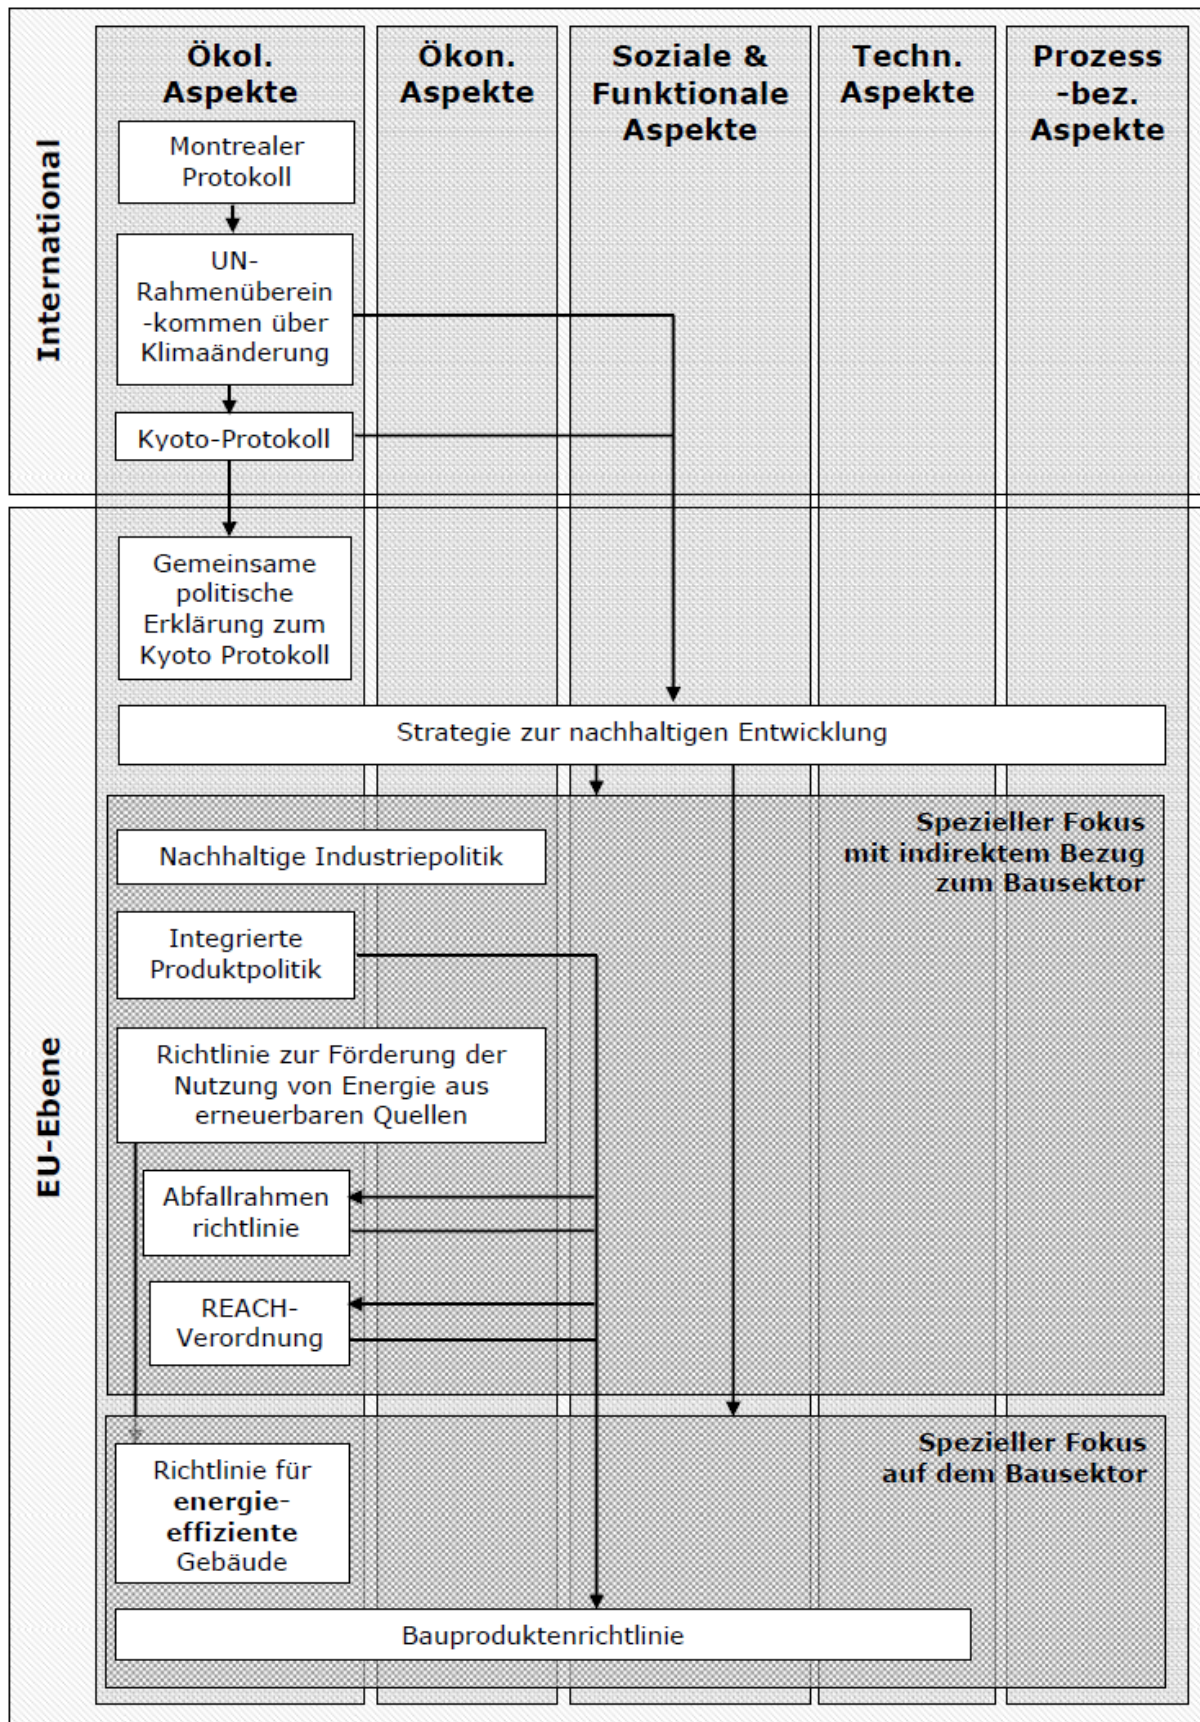 Ökol.
Aspekte
Ökon.
Aspekte
Soziale &
Funktionale
Aspekte
Techn.
Aspekte
Prozess
-bez.
Aspekte
International
Montrealer
Protokoll
UN-
Rahmenüberein
-kommen über
Klimaänderung
Kyoto-Protokoll
EU-Ebene
Gemeinsame
politische
Erklärung zum
Kyoto Protokoll
Strategie zur nachhaltigen Entwicklung
Spezieller Fokus
mit indirektem Bezug
zum Bausektor
Nachhaltige Industriepolitik
Integrierte
Produktpolitik
Richtlinie zur Förderung der
Nutzung von Energie aus
erneuerbaren Quellen
Abfallrahmen
richtlinie
REACH-
Verordnung
Spezieller Fokus
auf dem Bausektor
Richtlinie für
energie-
effiziente
Gebäude
Bauproduktenrichtlinie